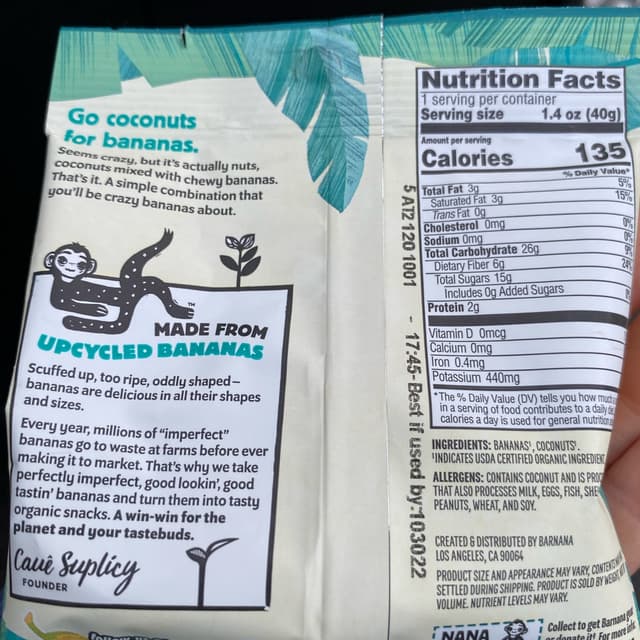 Go coconuts
for bananas.
Seems crazy, but it's actually nuts,
coconuts mixed with chewy bananas.
That's it. A simple combination that
you'll be crazy bananas about.
TM
MADE FROM
UPCYCLED BANANAS
Scuffed up, too ripe, oddly shaped–
bananas are delicious in all their shapes
and sizes.
Every year, millions of "imperfect"
bananas go to waste at farms before ever
making it to market. That's why we take
perfectly imperfect, good lookin', good
tastin' bananas and turn them into tasty
organic snacks. A win-win for the
planet and your tastebuds.
Cauê Suplicy
FOUNDER
5 A12 120 1001 - 17:45- Best if used by:103022
Nutrition Facts
1 serving per container
Serving size 1.4 oz (40g)
Amount per serving
Calories 135
% Daily Value*
Total Fat 3g 5%
Saturated Fat 3g 15%
Trans Fat 0g
Cholesterol 0mg 0%
Sodium 0mg 0%
Total Carbohydrate 26g 9%
Dietary Fiber 6g
Total Sugars 15g
Includes 0g Added Sugars
Protein 2g
Vitamin D 0mcg
Calcium 0mg
Iron 0.4mg
Potassium 440mg
*The % Daily Value (DV) tells you how much
in a serving of food contributes to a daily
calories a day is used for general nutrition
INGREDIENTS: BANANAS¹, COCONUTS¹.
¹INDICATES USDA CERTIFIED ORGANIC INGREDIENT
ALLERGENS: CONTAINS COCONUT AND IS
THAT ALSO PROCESSES MILK, EGGS, FISH,
PEANUTS, WHEAT, AND SOY.
CREATED & DISTRIBUTED BY BARNANA
LOS ANGELES, CA 90064
PRODUCT SIZE AND APPEARANCE MAY VARY,
SETTLED DURING SHIPPING. PRODUCT IS SOLD BY WEIGHT
VOLUME. NUTRIENT LEVELS MAY VARY.
NANA
Collect to get Barnana
donate it! For more